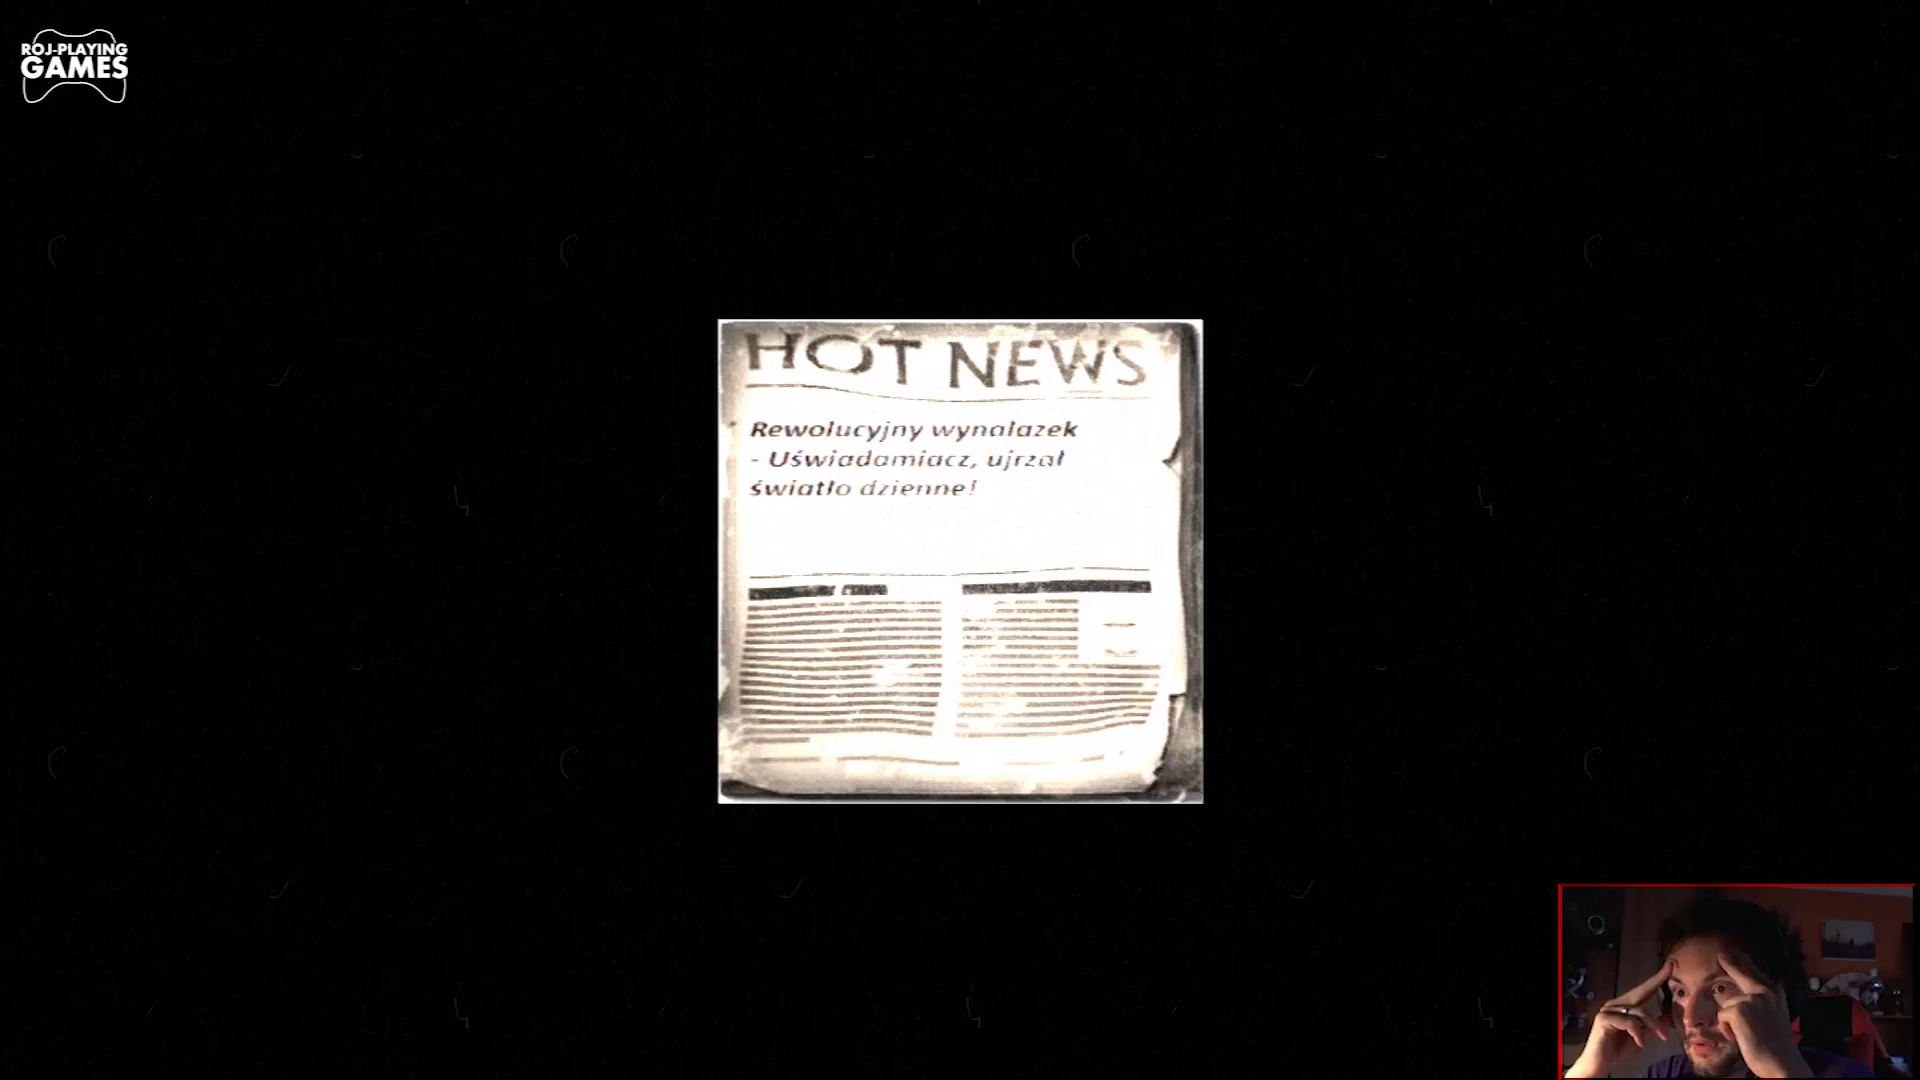 ROJ-PLAYING
GAMES
HOT NEWS
Rewolucyjny wynalazek
- Uświadamiacz, ujrzał
światło dzienne!